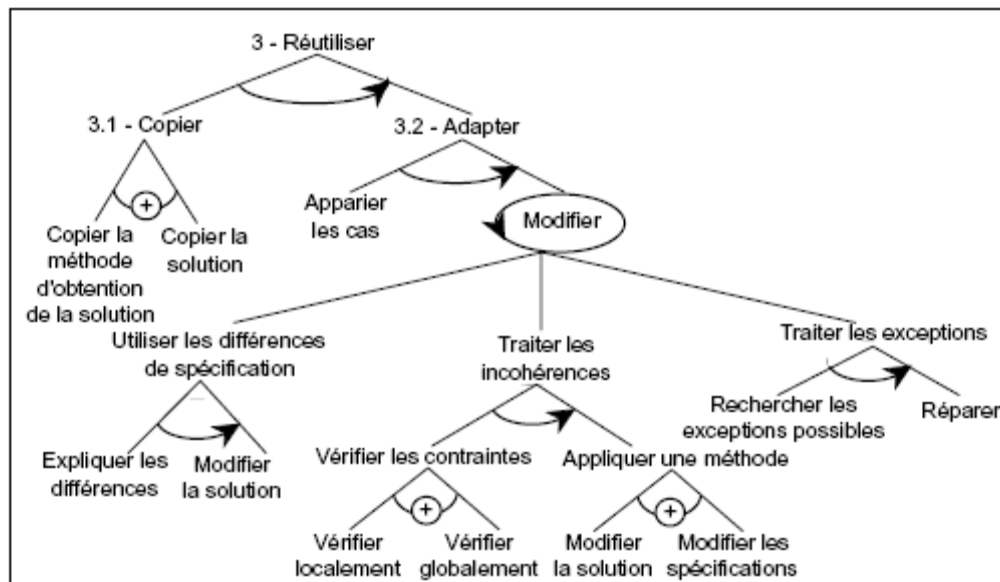 3 - Réutiliser
3.1 - Copier
3.2 - Adapter
+
Copier la
méthode
d'obtention
de la solution
Copier la
solution
Apparier
les cas
Modifier
Utiliser les différences
de spécification
Traiter les
incohérences
Traiter les exceptions
Expliquer les
différences
Modifier
la solution
Vérifier les contraintes
Appliquer une méthode
Rechercher les
exceptions possibles
Réparer
+
+
Vérifier
localement
Vérifier
globalement
Modifier
la solution
Modifier les
spécifications